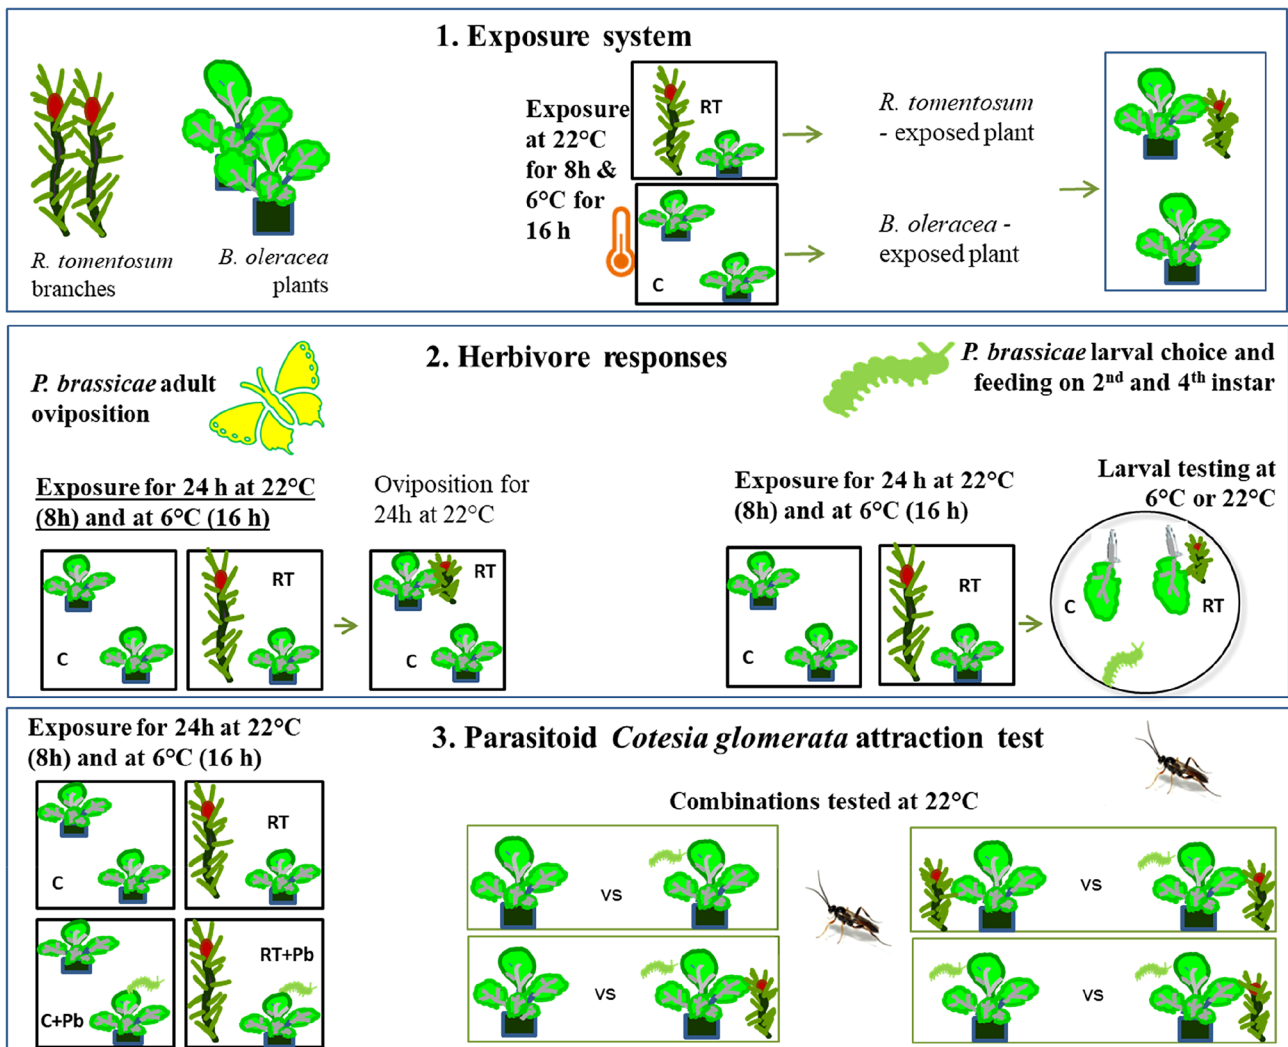 1. Exposure system
R. tomentosum
branches
B. oleracea
plants
Exposure
at 22°C
for 8h &
6°C for
16 h
RT
C
R. tomentosum
- exposed plant
B. oleracea -
exposed plant
2. Herbivore responses
P. brassicae adult
oviposition
P. brassicae larval choice and
feeding on 2nd and 4th instar
Exposure for 24 h at 22°C
(8h) and at 6°C (16 h)
Oviposition for
24h at 22°C
C
RT
RT
C
Exposure for 24 h at 22°C
(8h) and at 6°C (16 h)
Larval testing at
6°C or 22°C
C
RT
C
RT
3. Parasitoid Cotesia glomerata attraction test
Exposure for 24h at 22°C
(8h) and at 6°C (16 h)
C
RT
C+Pb
RT+Pb
Combinations tested at 22°C
vs
vs
vs
vs